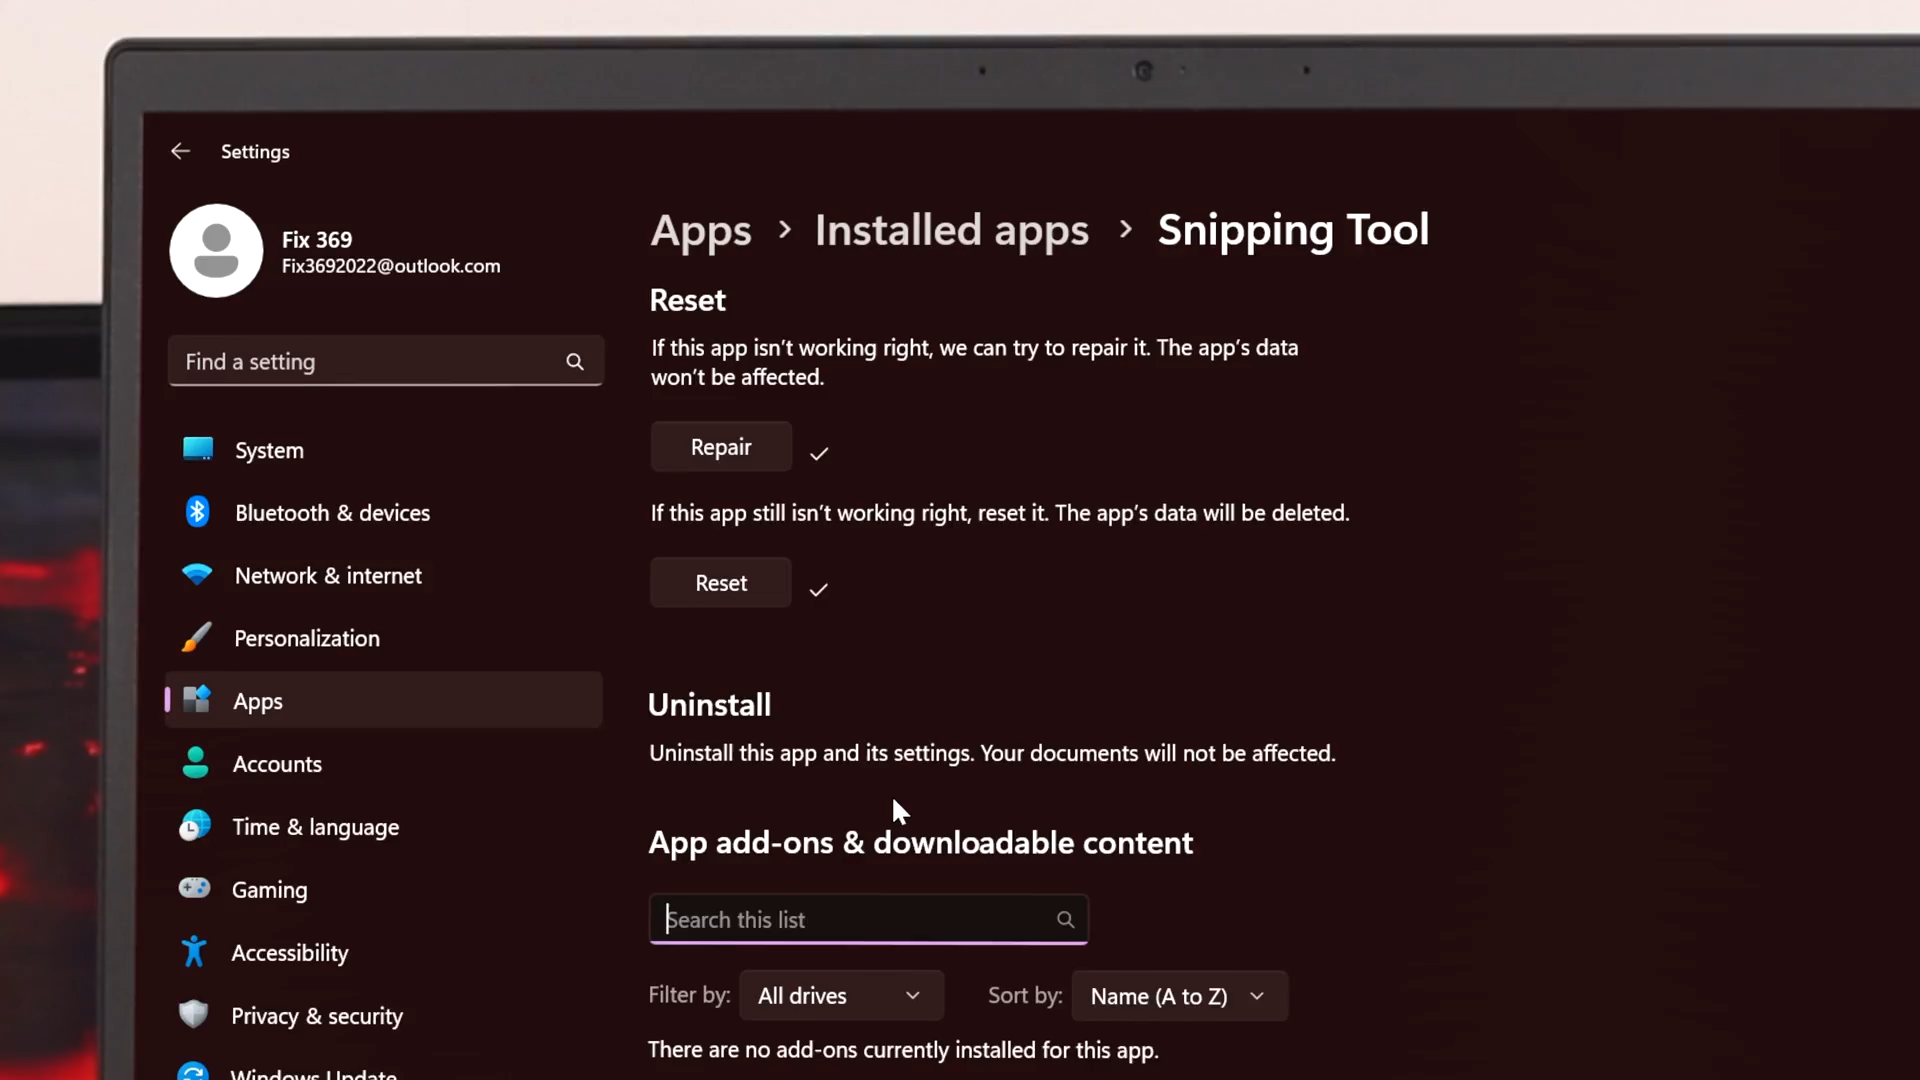 Settings
Fix 369
Fix3692022@outlook.com
Find a setting
System
Bluetooth & devices
Network & internet
Personalization
Apps
Accounts
Time & language
Gaming
Accessibility
Privacy & security
Windows Update
Apps > Installed apps > Snipping Tool
Reset
If this app isn't working right, we can try to repair it. The app's data
won't be affected.
Repair
If this app still isn't working right, reset it. The app's data will be deleted.
Reset
Uninstall
Uninstall this app and its settings. Your documents will not be affected.
App add-ons & downloadable content
Search this list
Filter by: All drives Sort by: Name (A to Z)
There are no add-ons currently installed for this app.